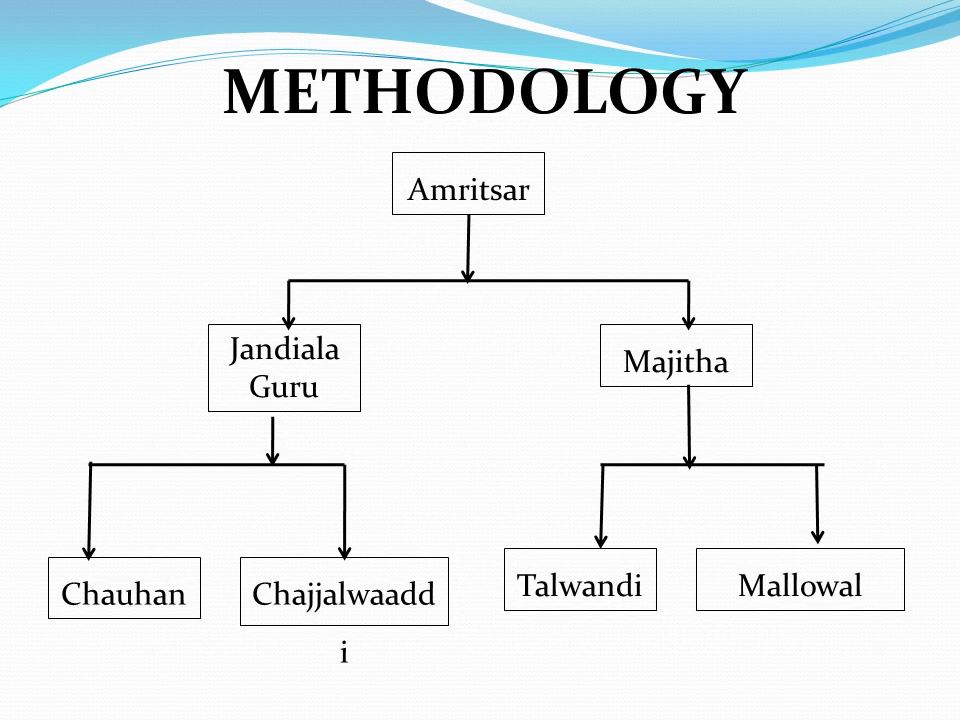 METHODOLOGY
Amritsar
Jandiala
Guru
Majitha
Chauhan
Chajjalwaadd
i
Talwandi
Mallowal